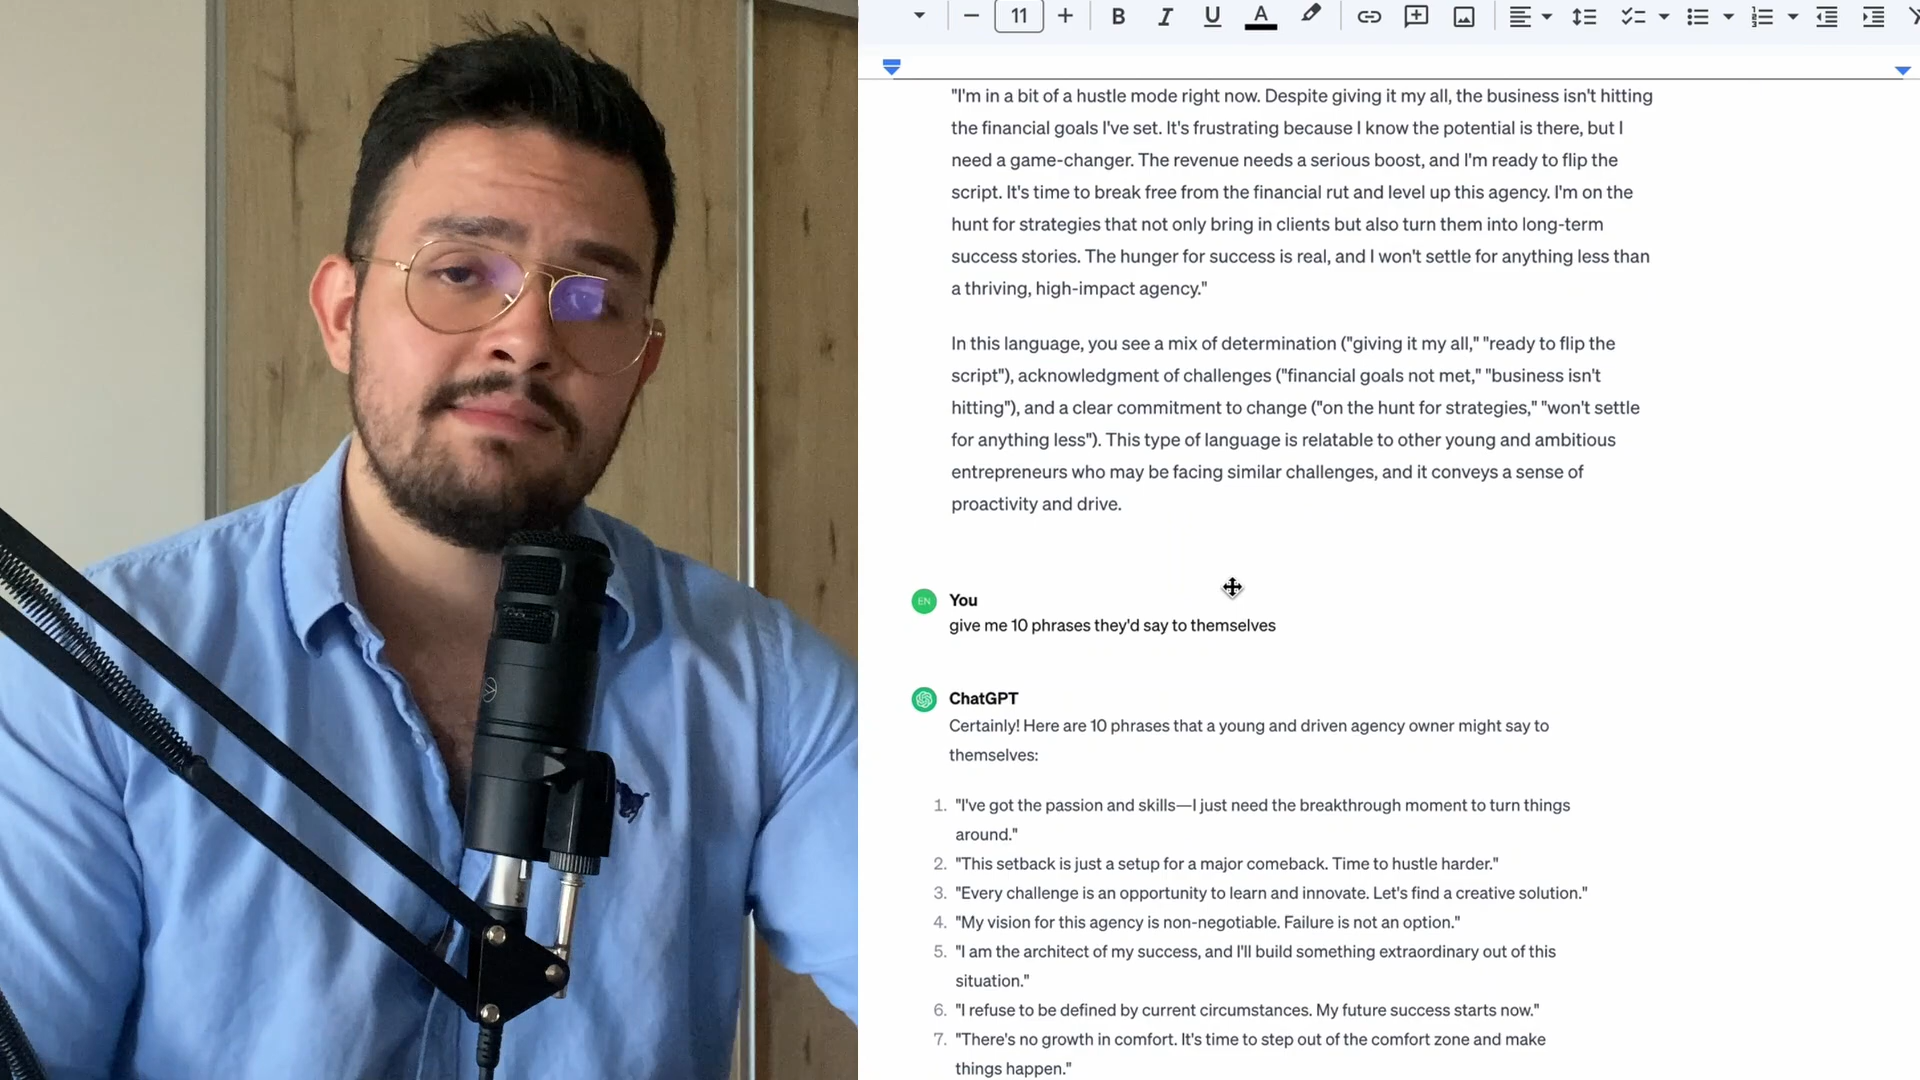 11
B I U A
"I'm in a bit of a hustle mode right now. Despite giving it my all, the business isn't hitting
the financial goals I've set. It's frustrating because I know the potential is there, but I
need a game-changer. The revenue needs a serious boost, and I'm ready to flip the
script. It's time to break free from the financial rut and level up this agency. I'm on the
hunt for strategies that not only bring in clients but also turn them into long-term
success stories. The hunger for success is real, and I won't settle for anything less than
a thriving, high-impact agency."
In this language, you see a mix of determination ("giving it my all," "ready to flip the
script"), acknowledgment of challenges ("financial goals not met," "business isn't
hitting"), and a clear commitment to change ("on the hunt for strategies," "won't settle
for anything less"). This type of language is relatable to other young and ambitious
entrepreneurs who may be facing similar challenges, and it conveys a sense of
proactivity and drive.
EN You
give me 10 phrases they'd say to themselves
ChatGPT
Certainly! Here are 10 phrases that a young and driven agency owner might say to
themselves:
1. "I've got the passion and skills—I just need the breakthrough moment to turn things
around."
2. "This setback is just a setup for a major comeback. Time to hustle harder."
3. "Every challenge is an opportunity to learn and innovate. Let's find a creative solution."
4. "My vision for this agency is non-negotiable. Failure is not an option."
5. "I am the architect of my success, and I'll build something extraordinary out of this
situation."
6. "I refuse to be defined by current circumstances. My future success starts now."
7. "There's no growth in comfort. It's time to step out of the comfort zone and make
things happen."